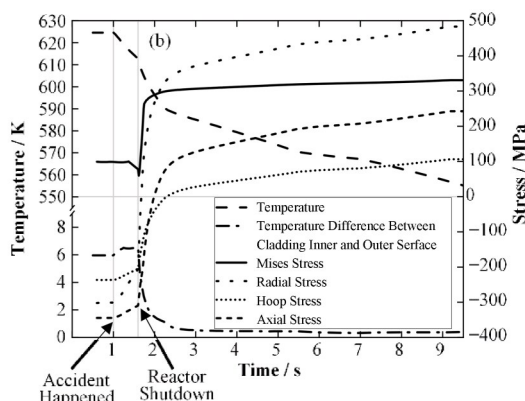 (b)
Temperature / K
630
620
610
600
590
580
570
560
550
8
6
4
2
0
500
400
300
200
100
0
−100
−200
−300
−400
Stress / MPa
Temperature
Temperature Difference Between
Cladding Inner and Outer Serface
Mises Stress
Radial Stress
Hoop Stress
Axial Stress
1 2 3 4 5 6 7 8 9
Time / s
Accident
Happened
Reactor
Shutdown